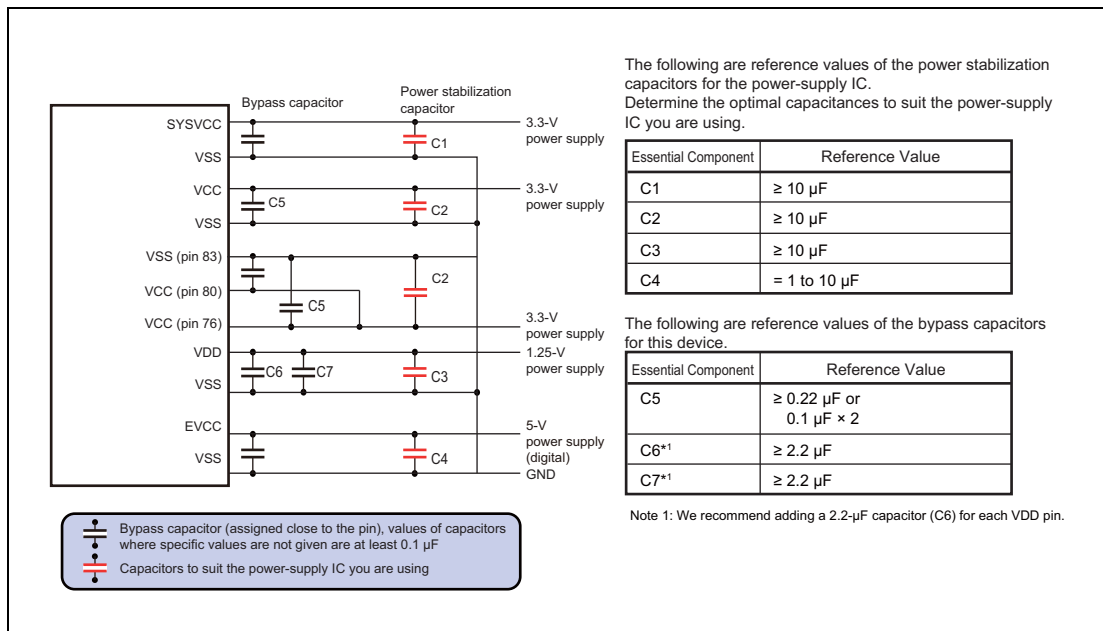 Bypass capacitor
Power stabilization
capacitor
SYSVCC
C1
3.3-V
power supply
VSS
VCC
C5
C2
3.3-V
power supply
VSS
VSS (pin 83)
C2
VCC (pin 80)
C5
VCC (pin 76)
3.3-V
power supply
VDD
C6
C7
C3
1.25-V
power supply
VSS
EVCC
C4
5-V
power supply
(digital)
VSS
GND
Bypass capacitor (assigned close to the pin), values of capacitors
where specific values are not given are at least 0.1 μF
Capacitors to suit the power-supply IC you are using
The following are reference values of the power stabilization
capacitors for the power-supply IC.
Determine the optimal capacitances to suit the power-supply
IC you are using.
Essential Component Reference Value
C1 ≥ 10 μF
C2 ≥ 10 μF
C3 ≥ 10 μF
C4 = 1 to 10 μF
The following are reference values of the bypass capacitors
for this device.
Essential Component Reference Value
C5 ≥ 0.22 μF or
0.1 μF × 2
C6*1 ≥ 2.2 μF
C7*1 ≥ 2.2 μF
Note 1: We recommend adding a 2.2-μF capacitor (C6) for each VDD pin.